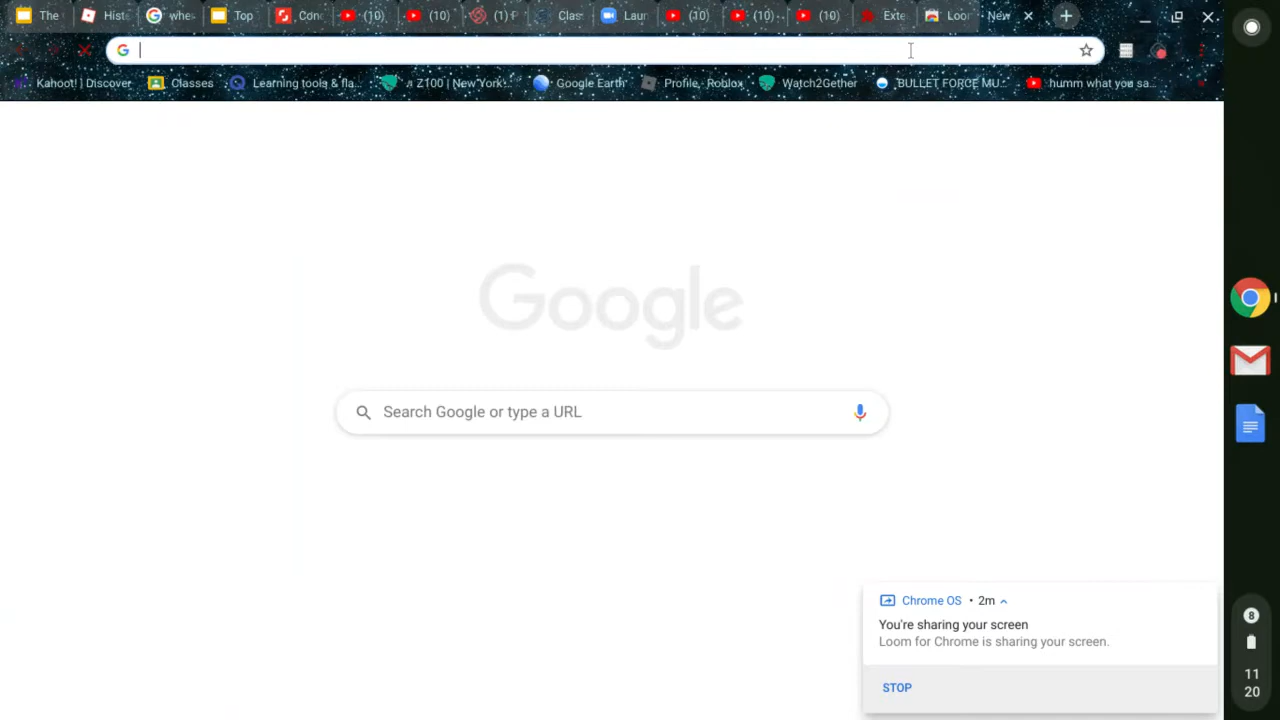 The
Hist
whe
Top
Con
(10)
(10)
(1) F
Clas
Laur
(10)
(10)
(10)
Exte
Loor
New
Kahoot! | Discover
Classes
Learning tools & fla...
♫ Z100 | New York'...
Google Earth
Profile - Roblox
Watch2Gether
BULLET FORCE MU...
humm what you sa...
Google
Search Google or type a URL
Chrome OS • 2m
You're sharing your screen
Loom for Chrome is sharing your screen.
STOP
8
11
20